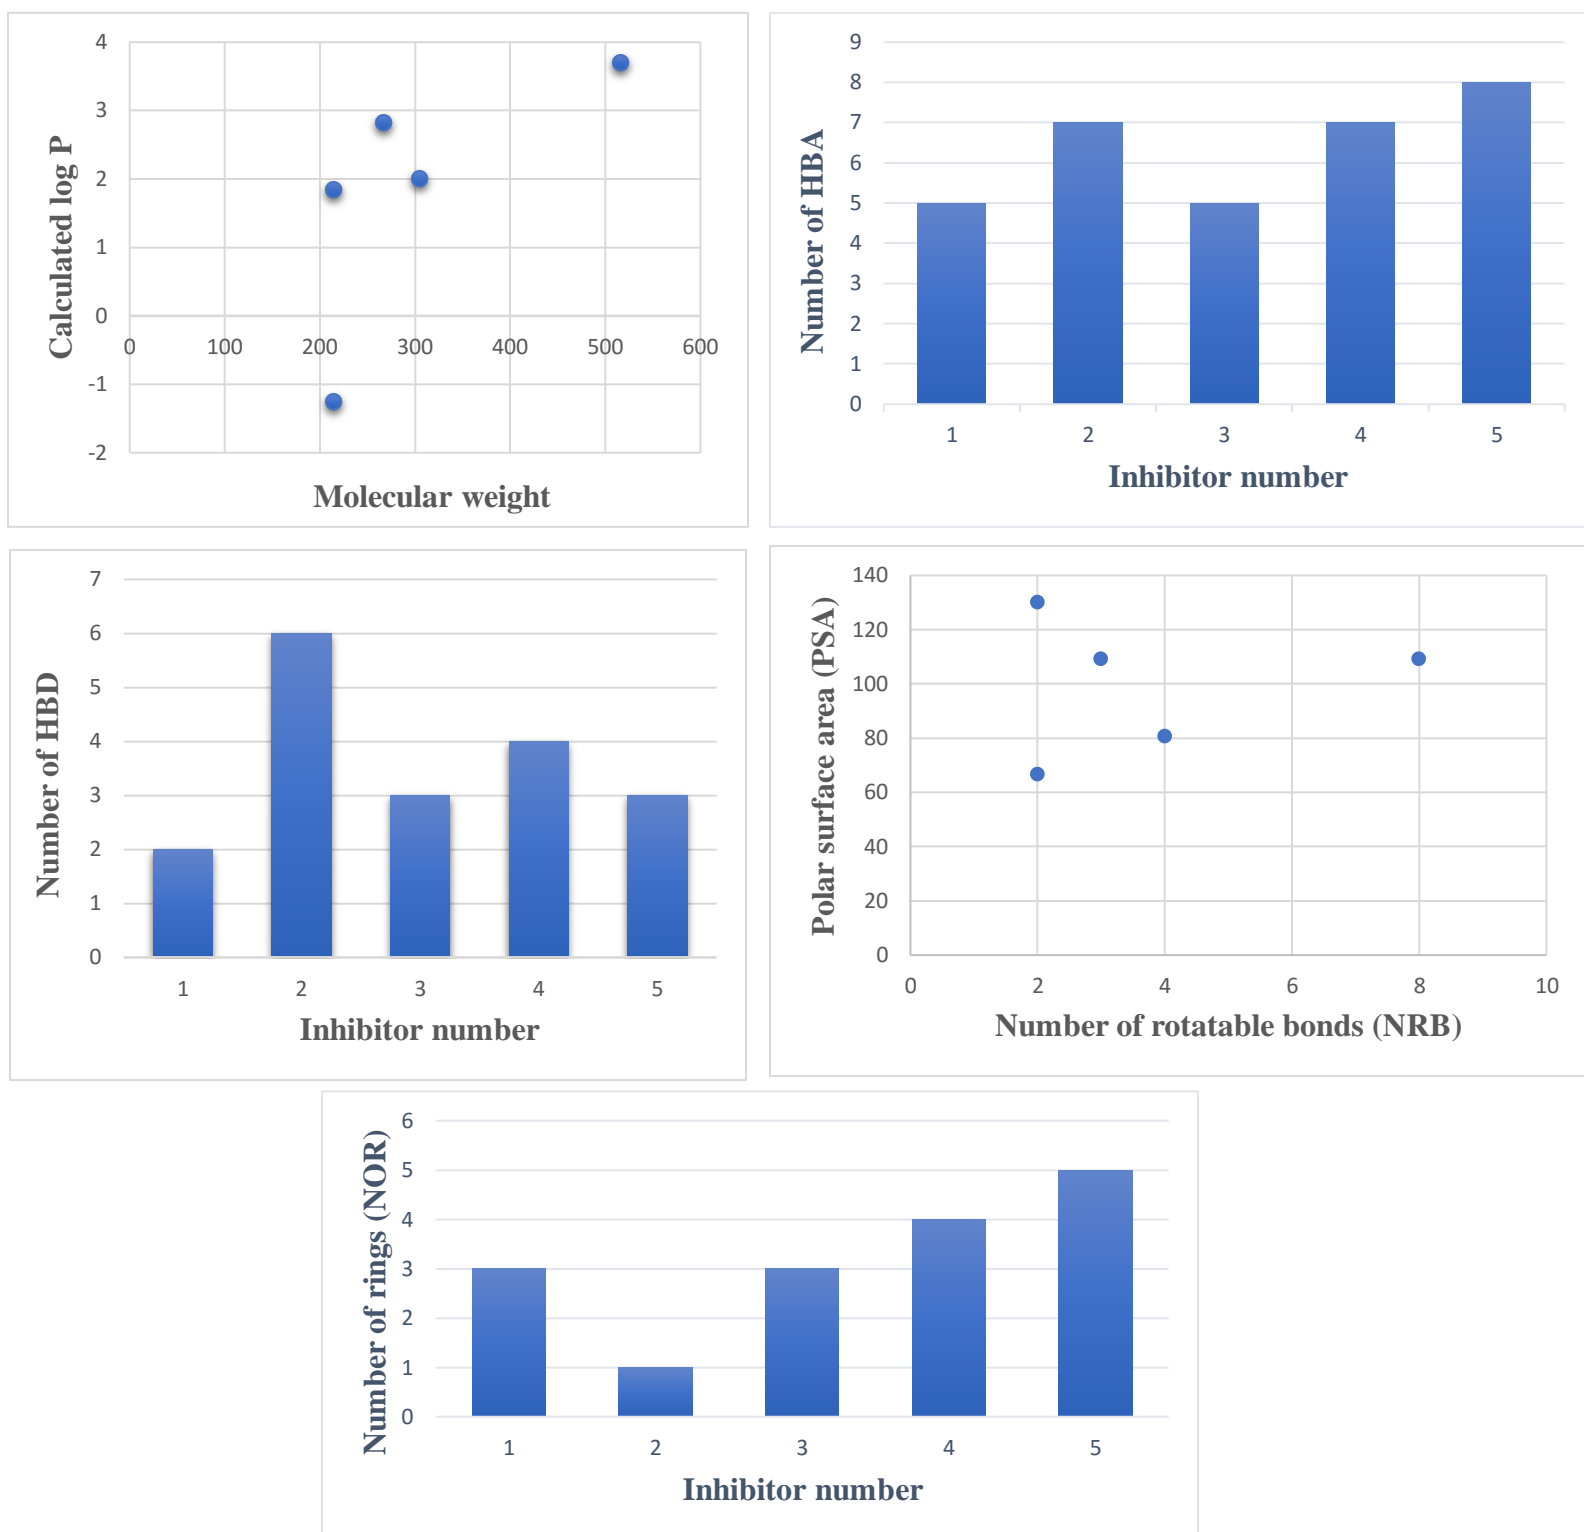 4
3
2
1
0
-1
-2
0 100 200 300 400 500 600
Calculated log P
Molecular weight
9
8
7
6
5
4
3
2
1
0
1 2 3 4 5
Number of HBA
Inhibitor number
7
6
5
4
3
2
1
0
1 2 3 4 5
Number of HBD
Inhibitor number
140
120
100
80
60
40
20
0
0 2 4 6 8 10
Polar surface area (PSA)
Number of rotatable bonds (NRB)
6
5
4
3
2
1
0
1 2 3 4 5
Number of rings (NOR)
Inhibitor number